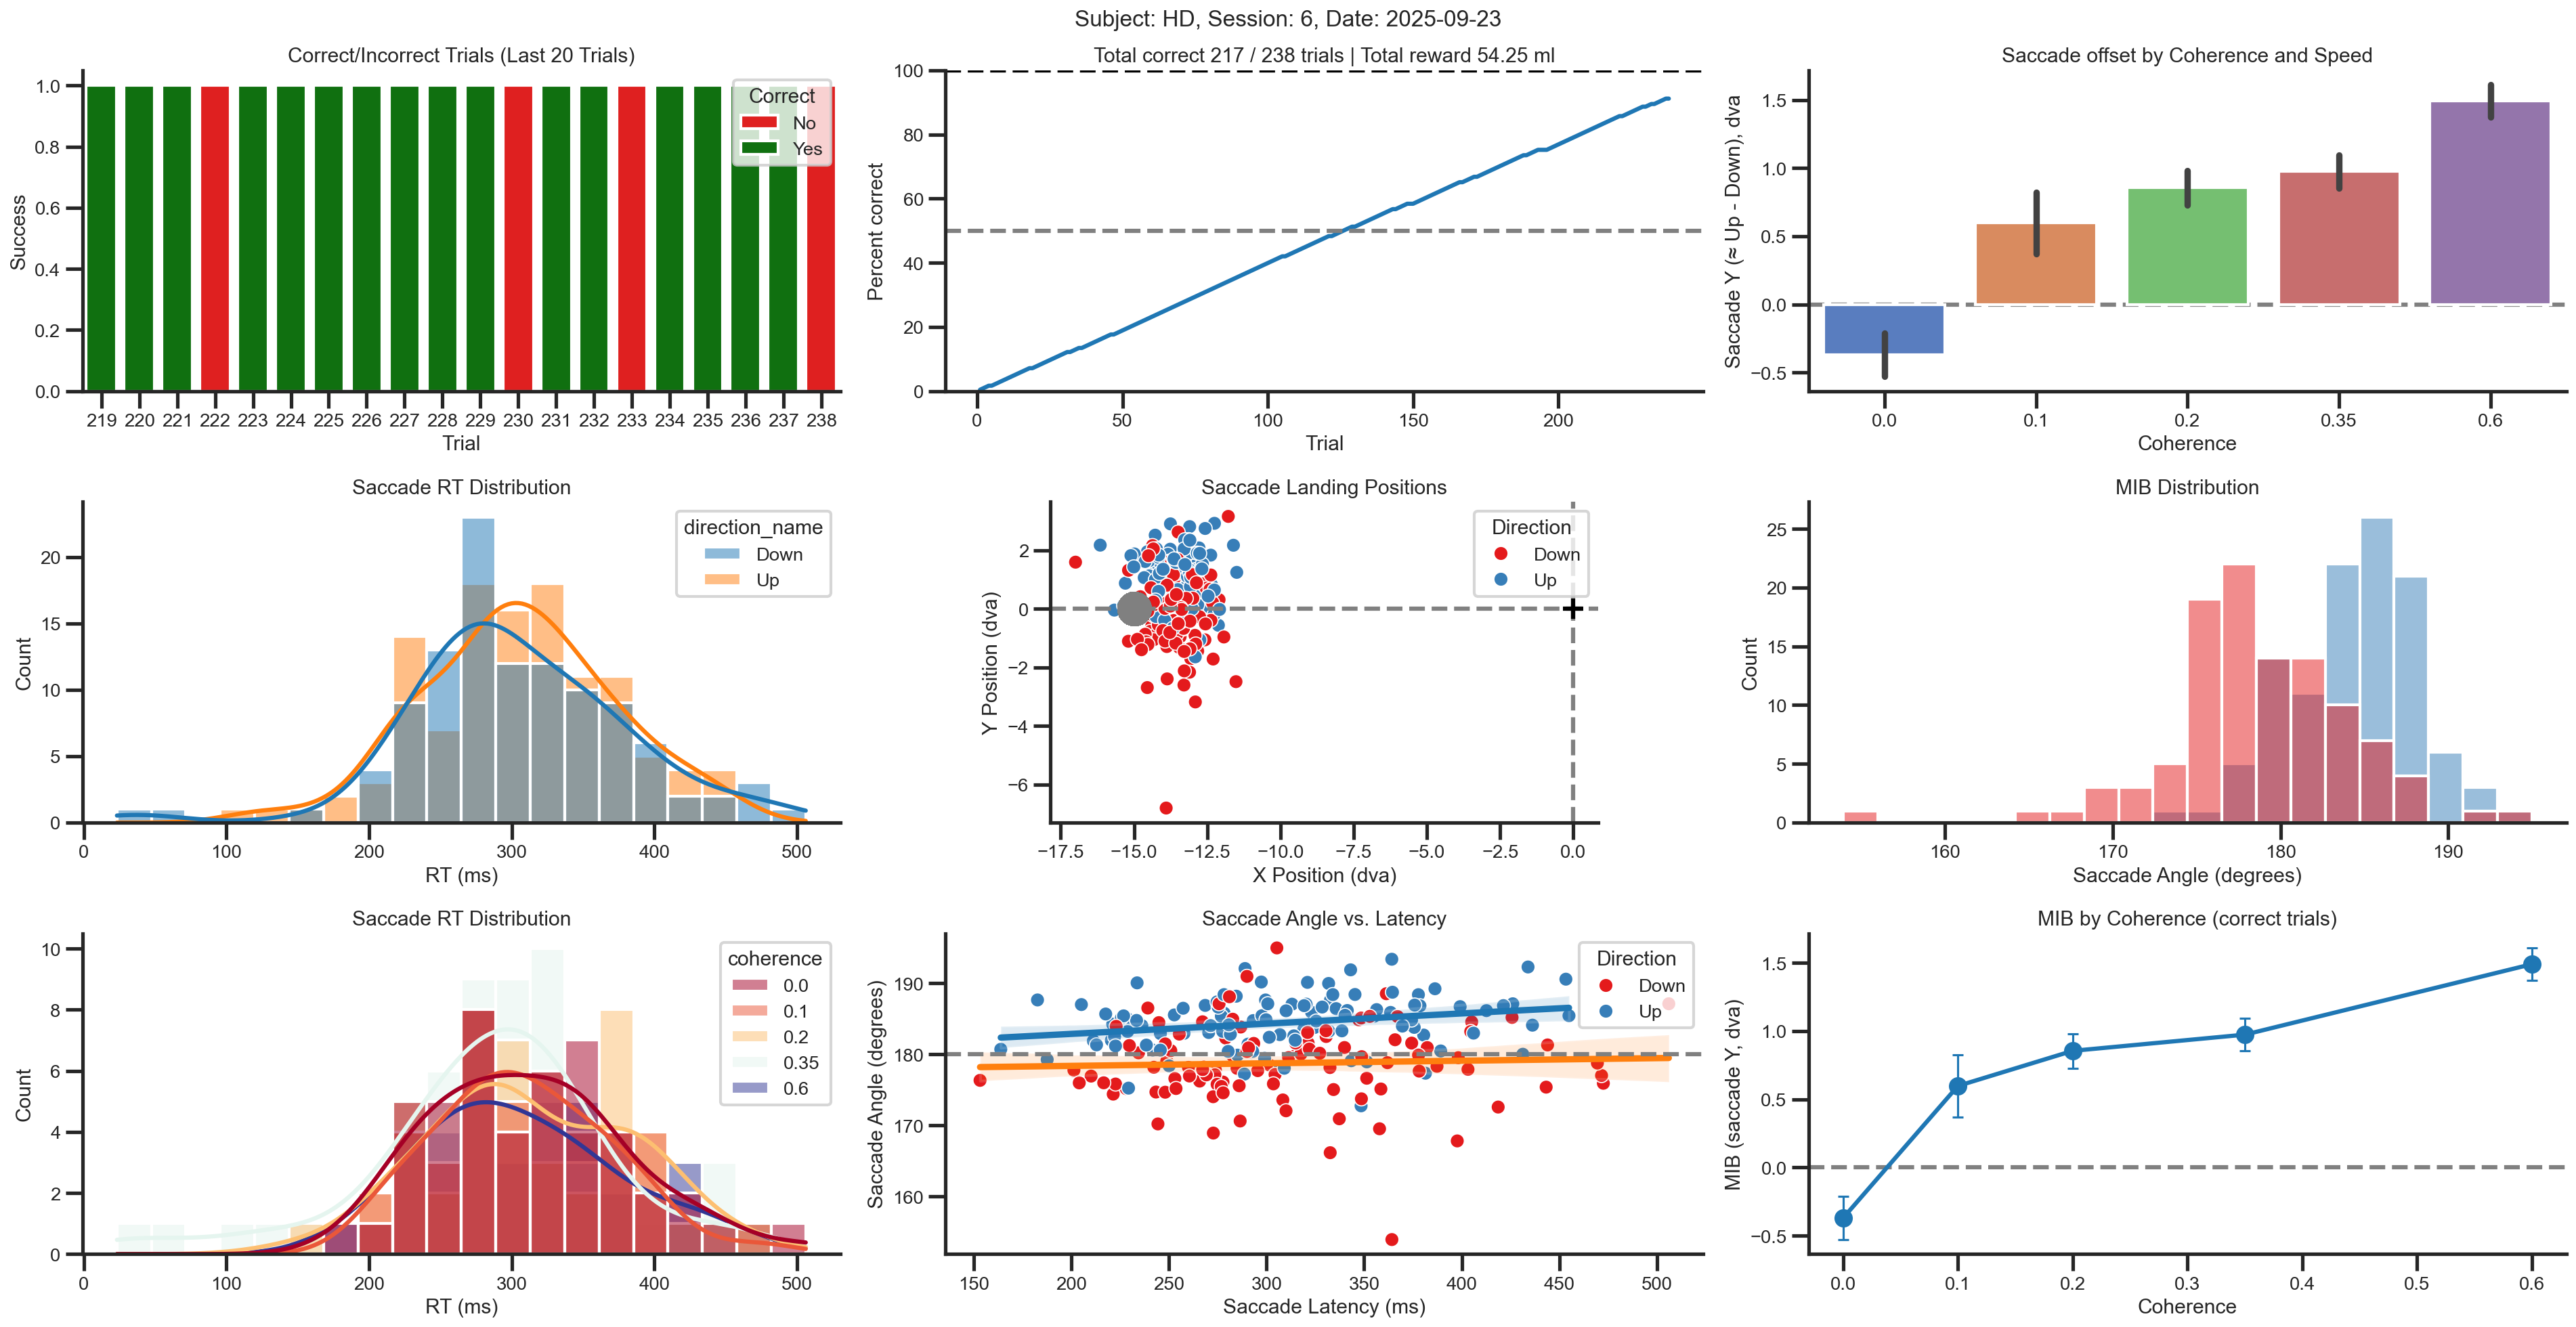 Subject: HD, Session: 6, Date: 2025-09-23
Correct/Incorrect Trials (Last 20 Trials)
Success
1.0
0.8
0.6
0.4
0.2
0.0
Correct
No
Yes
219 220 221 222 223 224 225 226 227 228 229 230 231 232 233 234 235 236 237 238
Trial
Total correct 217 / 238 trials | Total reward 54.25 ml
Percent correct
100
80
60
40
20
0
0 50 100 150 200
Trial
Saccade offset by Coherence and Speed
Saccade Y (≈ Up - Down), dva
1.5
1.0
0.5
0.0
−0.5
0.0 0.1 0.2 0.35 0.6
Coherence
Saccade RT Distribution
Count
20
15
10
5
0
direction_name
Down
Up
0 100 200 300 400 500
RT (ms)
Saccade Landing Positions
Y Position (dva)
2
0
−2
−4
−6
Direction
Down
Up
−17.5 −15.0 −12.5 −10.0 −7.5 −5.0 −2.5 0.0
X Position (dva)
MIB Distribution
Count
25
20
15
10
5
0
160 170 180 190
Saccade Angle (degrees)
Saccade RT Distribution
Count
10
8
6
4
2
0
coherence
0.0
0.1
0.2
0.35
0.6
0 100 200 300 400 500
RT (ms)
Saccade Angle vs. Latency
Saccade Angle (degrees)
190
180
170
160
Direction
Down
Up
150 200 250 300 350 400 450 500
Saccade Latency (ms)
MIB by Coherence (correct trials)
MIB (saccade Y, dva)
1.5
1.0
0.5
0.0
−0.5
0.0 0.1 0.2 0.3 0.4 0.5 0.6
Coherence